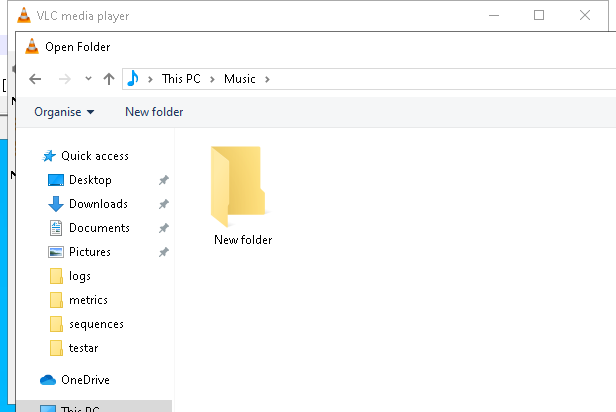 VLC media player
Open Folder
This PC Music
Organise New folder
Quick access
Desktop
Downloads
Documents
Pictures
logs
metrics
sequences
testar
OneDrive
This PC
New folder